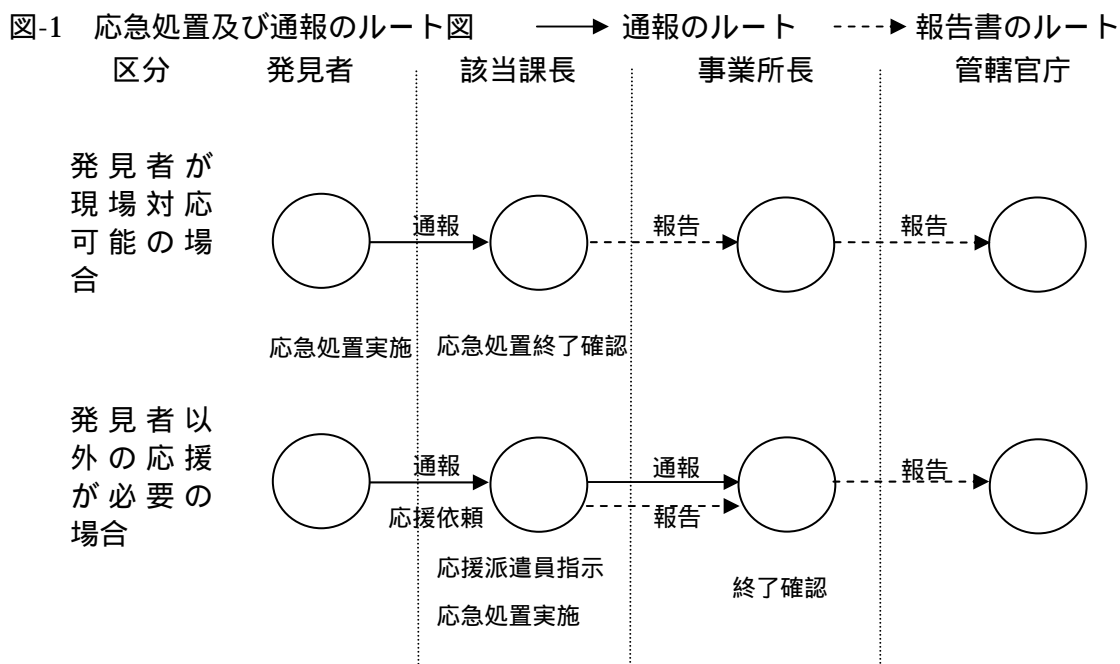 図-1 応急処置及び通報のルート図 通報のルート 報告書のルート
区分 発見者 該当課長 事業所長 管轄官庁
発見者が
現場対応
可能の場
合
通報 報告 報告
応急処置実施 応急処置終了確認
発見者以
外の応援
が必要の
場合
通報 通報 報告
応援依頼 報告
応援派遣員指示
終了確認
応急処置実施